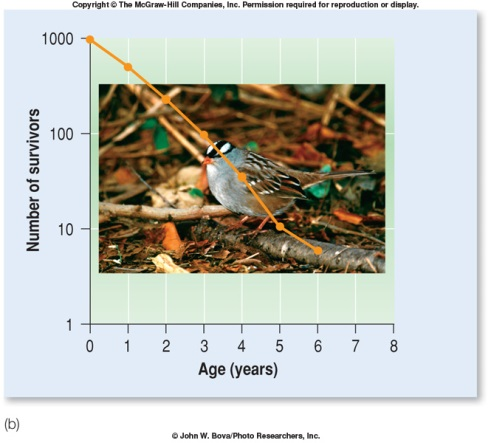 Copyright © The McGraw-Hill Companies, Inc. Permission required for reproduction or display.
1000
100
10
1
Number of survivors
0 1 2 3 4 5 6 7 8
Age (years)
(b)
© John W. Bova/Photo Researchers, Inc.